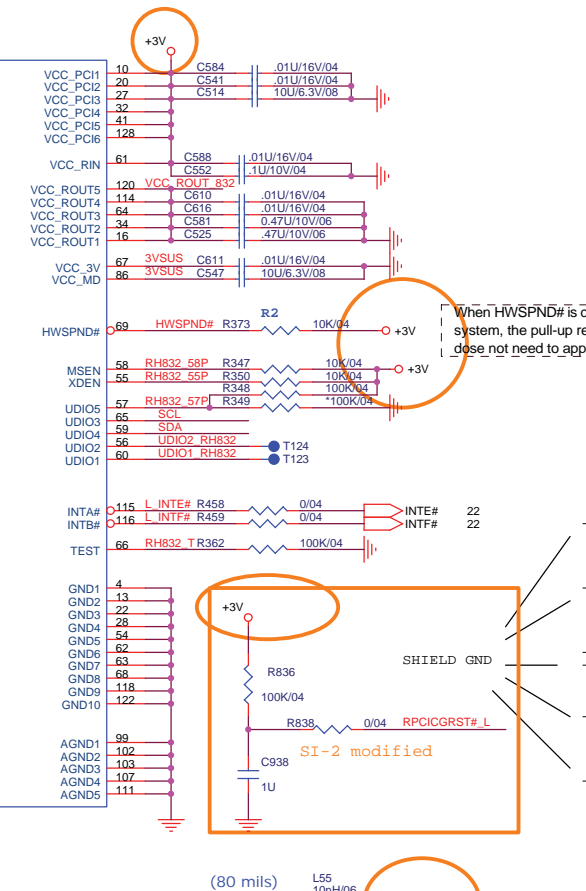 +3V
VCC_PCI1 10 C584 .01U/16V/04
VCC_PCI2 20 C541 .01U/16V/04
VCC_PCI3 27 C514 10U/6.3V/08
VCC_PCI4 32
VCC_PCI5 41
VCC_PCI6 128
VCC_RIN 61 C588 .01U/16V/04
C552 .1U/10V/04
VCC_ROUT5 120 VCC_ROUT_832
VCC_ROUT4 114 C610 .01U/16V/04
VCC_ROUT3 64 C616 .01U/16V/04
VCC_ROUT2 34 C581 0.47U/10V/06
VCC_ROUT1 16 C525 .47U/10V/06
VCC_3V 67 3VSUS C611 .01U/16V/04
VCC_MD 86 3VSUS C547 10U/6.3V/08
R2
HWSPND# 69 HWSPND# R373 10K/04 +3V
When HWSPND# is
system, the pull-up re
dose not need to app
MSEN 58 RH832_58P R347 10K/04 +3V
XDEN 55 RH832_55P R350 10K/04
R348 100K/04
UDIO5 57 RH832_57P R349 *100K/04
UDIO3 65 SCL
UDIO4 59 SDA
UDIO2 56 UDIO2_RH832 T124
UDIO1 60 UDIO1_RH832 T123
INTA# 115 L_INTE# R458 0/04 INTE# 22
INTB# 116 L_INTF# R459 0/04 INTF# 22
TEST 66 RH832_T R362 100K/04
GND1 4
GND2 13
GND3 22
GND4 28
GND5 54
GND6 62
GND7 63
GND8 68
GND9 118
GND10 122
AGND1 99
AGND2 102
AGND3 103
AGND4 107
AGND5 111
+3V
R836
100K/04
SHIELD GND
R838 0/04 RPCICGRST#_L
SI-2 modified
C938
1U
(80 mils)
L55
10nH/06